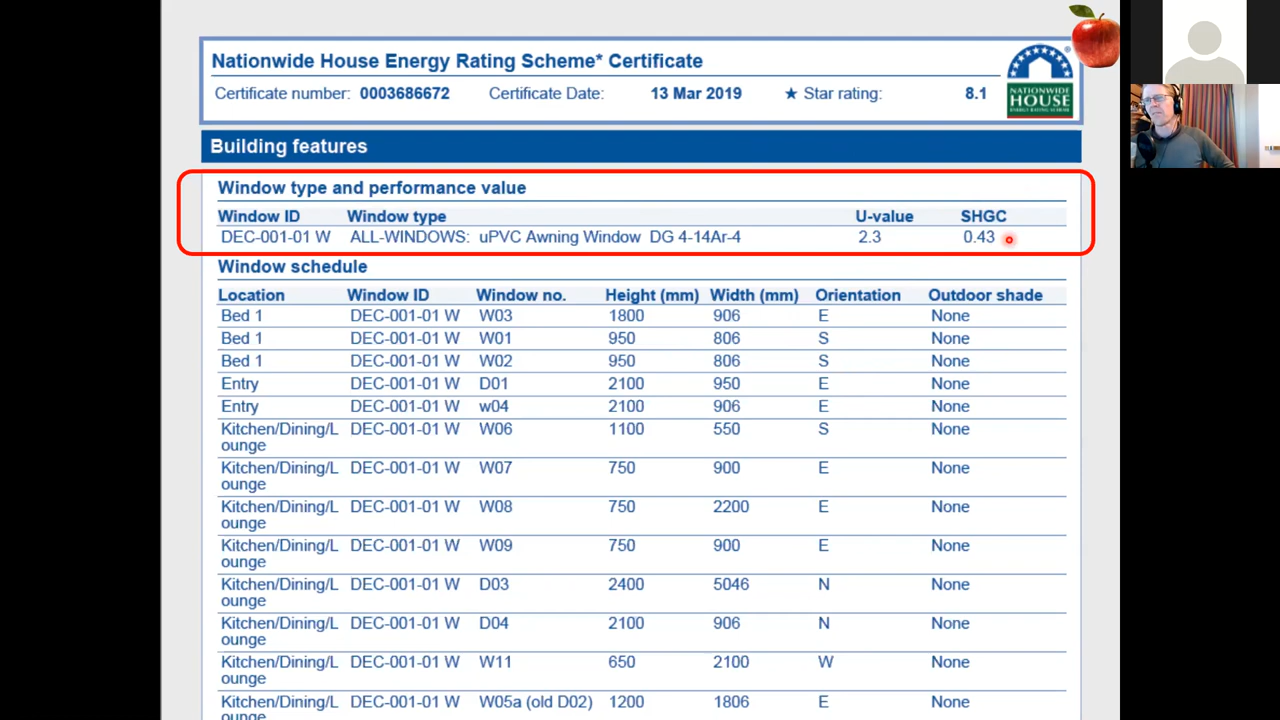 Nationwide House Energy Rating Scheme* Certificate
Certificate number: 0003686672 Certificate Date: 13 Mar 2019 ★ Star rating: 8.1
NATIONWIDE
HOUSE
ENERGY RATING SCHEME
®
Building features
Window type and performance value
Window ID Window type U-value SHGC
DEC-001-01 W ALL-WINDOWS: uPVC Awning Window DG 4-14Ar-4 2.3 0.43
Window schedule
Location Window ID Window no. Height (mm) Width (mm) Orientation Outdoor shade
Bed 1 DEC-001-01 W W03 1800 906 E None
Bed 1 DEC-001-01 W W01 950 806 S None
Bed 1 DEC-001-01 W W02 950 806 S None
Entry DEC-001-01 W D01 2100 950 E None
Entry DEC-001-01 W w04 2100 906 E None
Kitchen/Dining/L DEC-001-01 W W06 1100 550 S None
ounge
Kitchen/Dining/L DEC-001-01 W W07 750 900 E None
ounge
Kitchen/Dining/L DEC-001-01 W W08 750 2200 E None
ounge
Kitchen/Dining/L DEC-001-01 W W09 750 900 E None
ounge
Kitchen/Dining/L DEC-001-01 W D03 2400 5046 N None
ounge
Kitchen/Dining/L DEC-001-01 W D04 2100 906 N None
ounge
Kitchen/Dining/L DEC-001-01 W W11 650 2100 W None
ounge
Kitchen/Dining/L DEC-001-01 W W05a (old D02) 1200 1806 E None
ounge